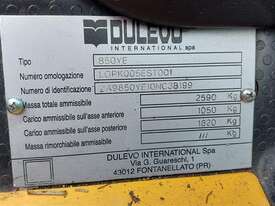 DULEVO
INTERNATIONAL spa
Tipo 850YE
Numero omologazione
Numero di identificazione
Massa totale ammissibile 2590 Kg
Carico ammissibile sull'asse anteriore 1050 Kg
Carico ammissibile sull'asse posteriore 1820 Kg
Massa rimorchiabile ammissibile /// Kg
DULEVO INTERNATIONAL Spa
Via G. Guareschi, 1
43012 FONTANELLATO (PR)